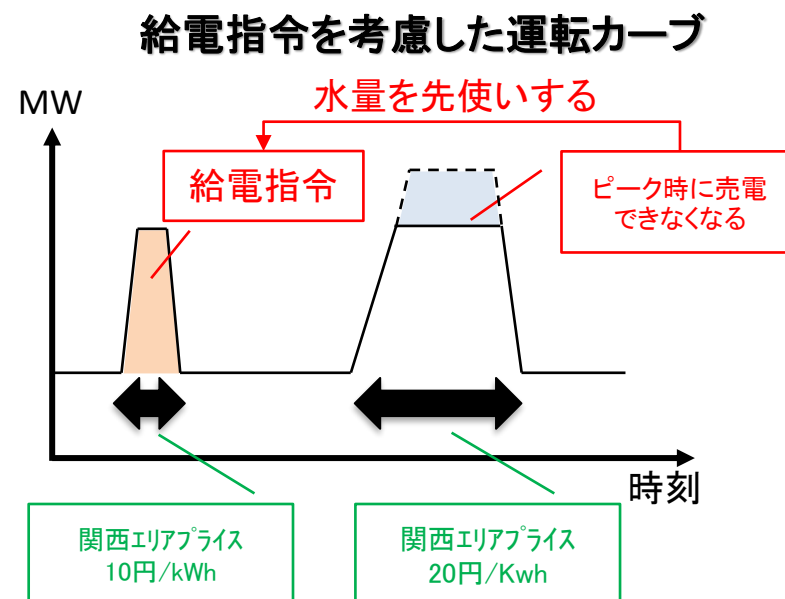 給電指令を考慮した運転カーブ
MW
水量を先使いする
給電指令
ピーク時に売電
できなくなる
時刻
関西エリアプライス
10円/kWh
関西エリアプライス
20円/Kwh